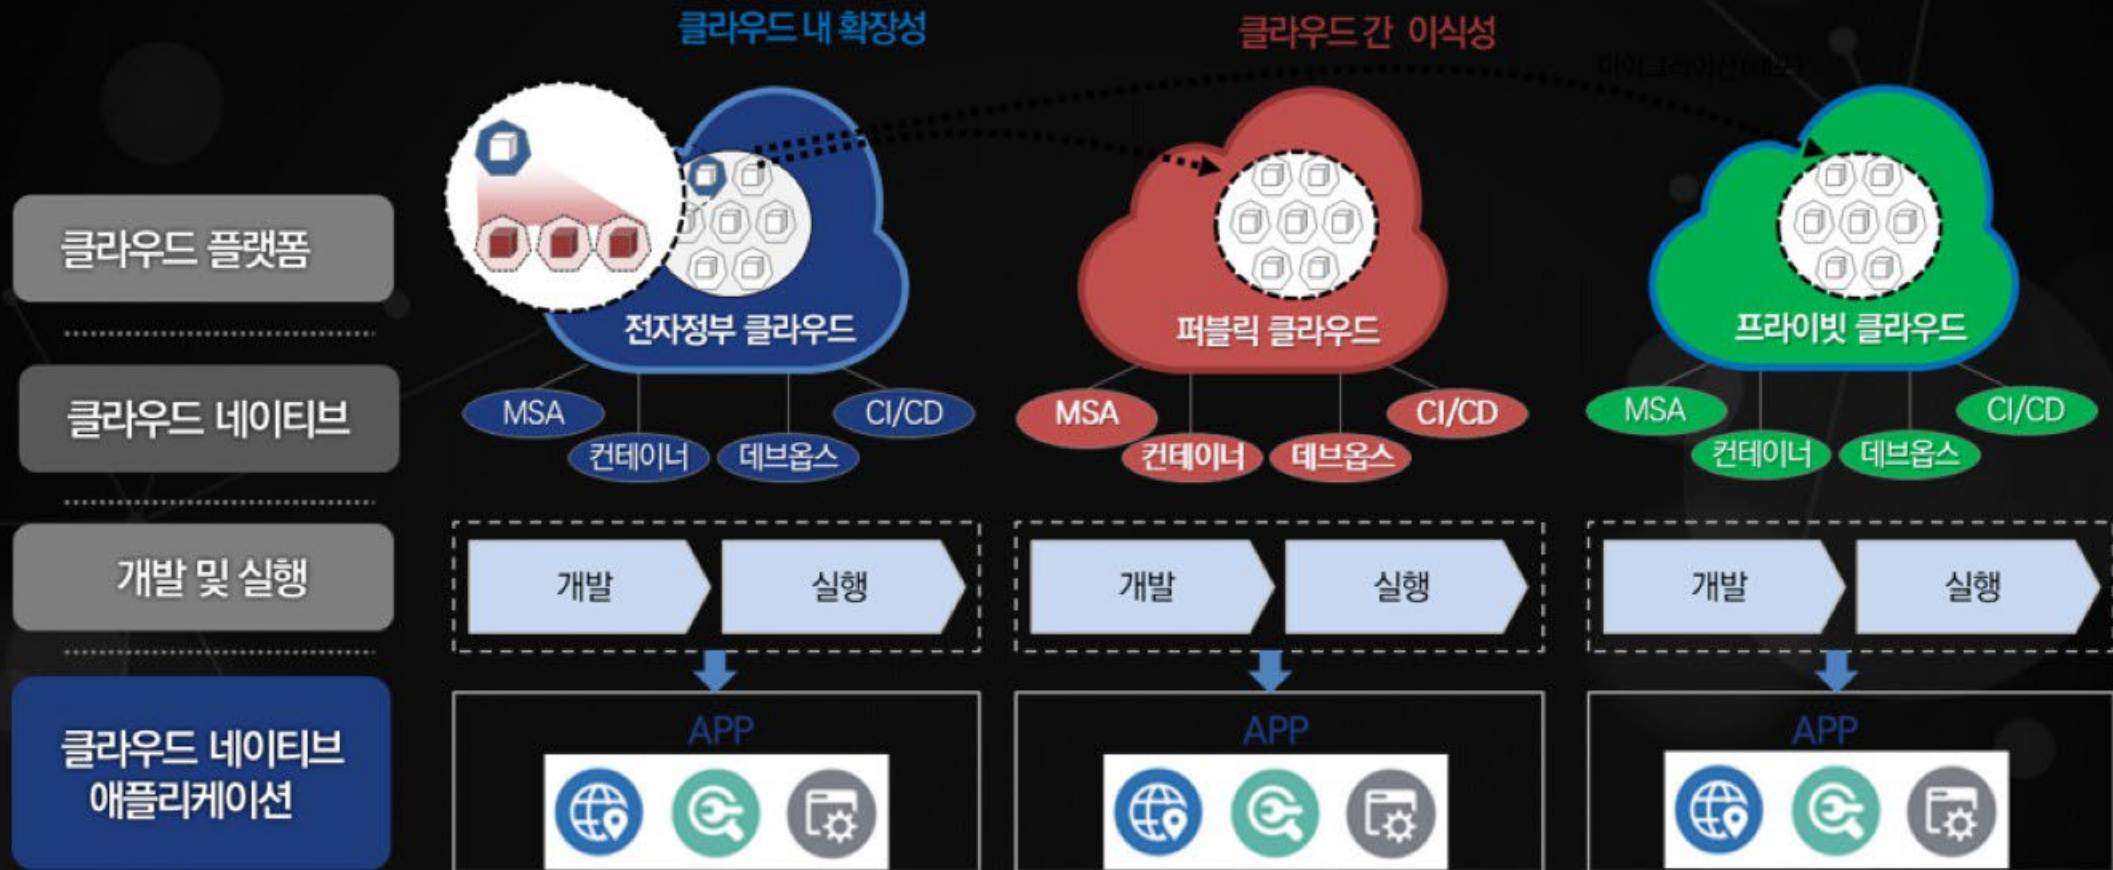 클라우드 내 확장성
클라우드 간 이식성
클라우드 플랫폼
전자정부 클라우드
퍼블릭 클라우드
프라이빗 클라우드
클라우드 네이티브
MSA
컨테이너
데브옵스
CI/CD
MSA
컨테이너
데브옵스
CI/CD
MSA
컨테이너
데브옵스
CI/CD
개발 및 실행
개발
실행
개발
실행
개발
실행
클라우드 네이티브
애플리케이션
APP
APP
APP